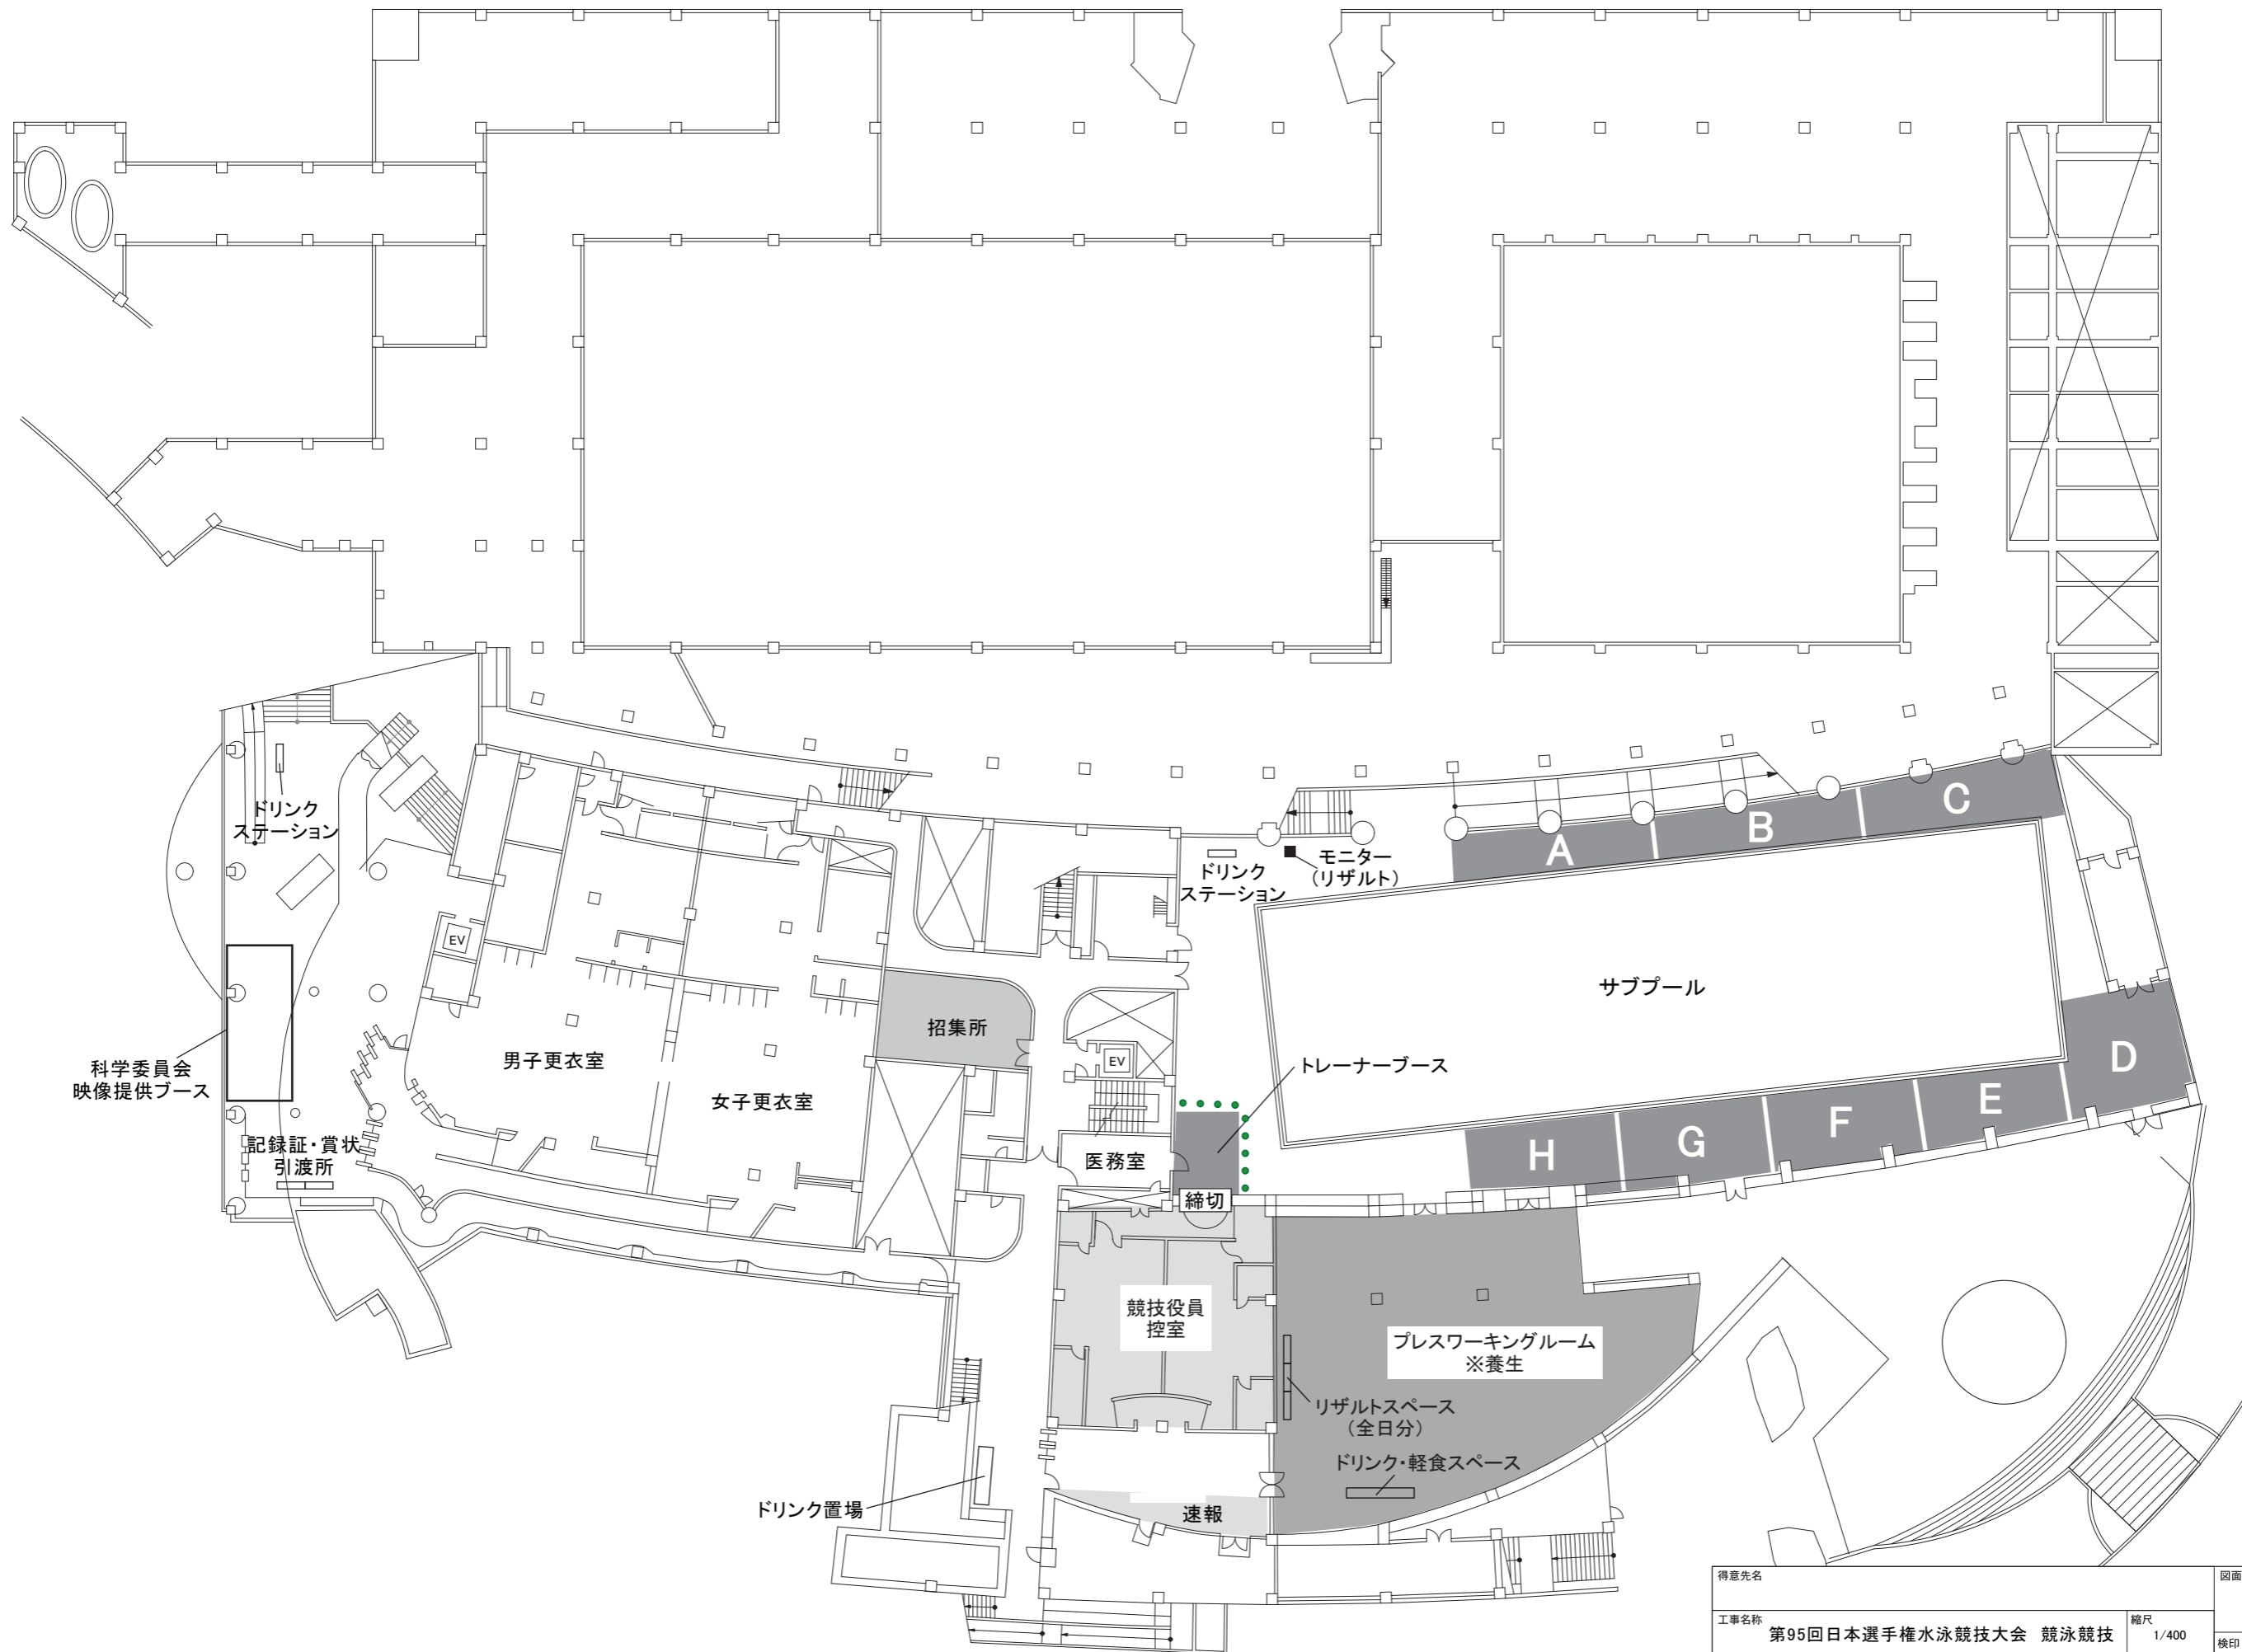 ドリンク
ステーション
ドリンク
ステーション
モニター
（リザルト）
A
B
C
EV
サブプール
招集所
男子更衣室
女子更衣室
EV
科学委員会
映像提供ブース
トレーナーブース
D
E
F
G
H
記録証・賞状
引渡所
医務室
締切
競技役員
控室
プレスワーキングルーム
※養生
リザルトスペース
（全日分）
ドリンク・軽食スペース
ドリンク置場
速報
得意先名
図面
工事名称
第95回日本選手権水泳競技大会 競泳競技
縮尺
1/400
検印